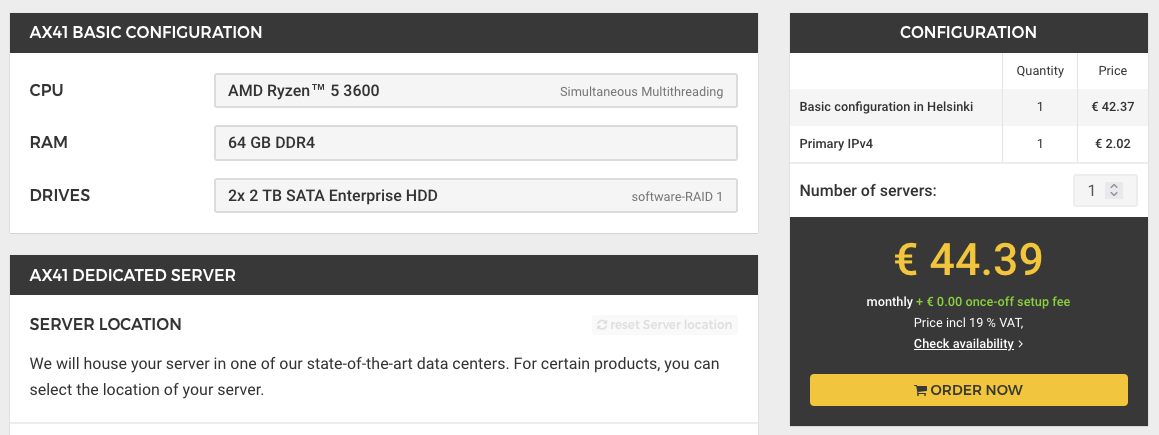 AX41 BASIC CONFIGURATION
CPU
AMD Ryzen™ 5 3600
Simultaneous Multithreading
RAM
64 GB DDR4
DRIVES
2x 2 TB SATA Enterprise HDD
software-RAID 1
AX41 DEDICATED SERVER
SERVER LOCATION
reset Server location
We will house your server in one of our state-of-the-art data centers. For certain products, you can
select the location of your server.
CONFIGURATION
Quantity Price
Basic configuration in Helsinki 1 € 42.37
Primary IPv4 1 € 2.02
Number of servers: 1
€ 44.39
monthly + € 0.00 once-off setup fee
Price incl 19 % VAT,
Check availability ›
ORDER NOW